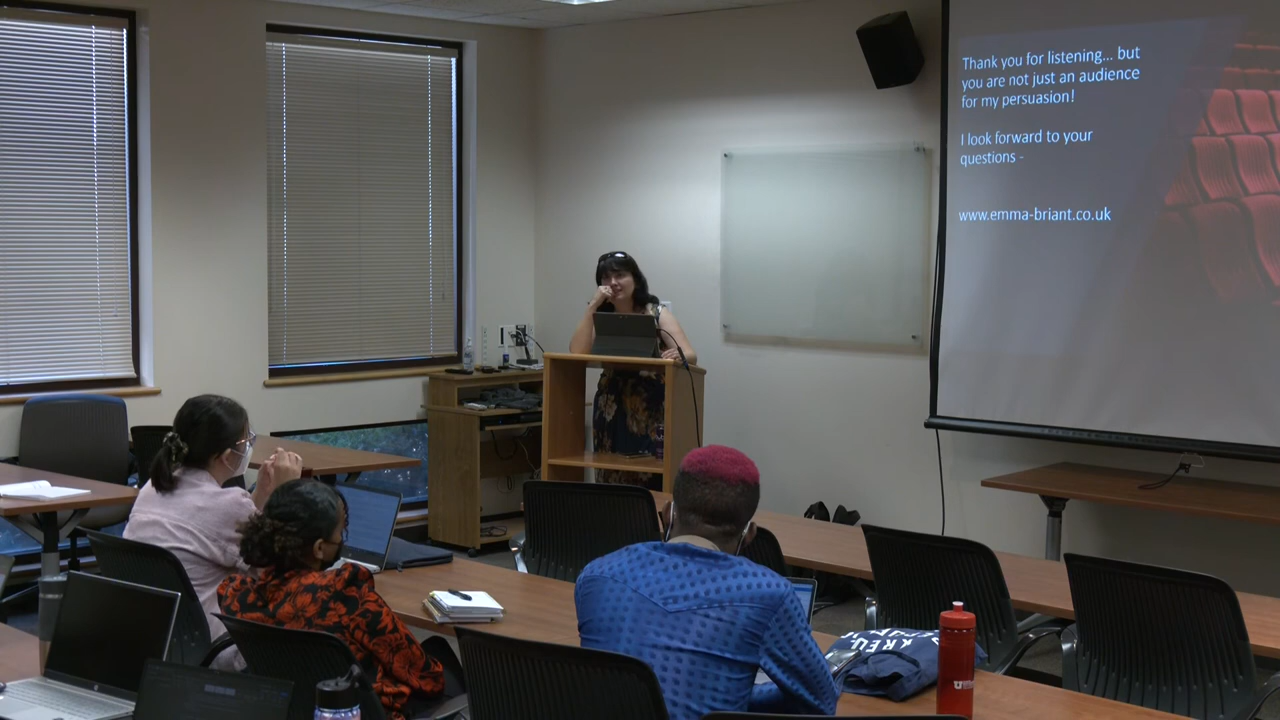 Thank you for listening... but
you are not just an audience
for my persuasion!
I look forward to your
questions -
www.emma-briant.co.uk